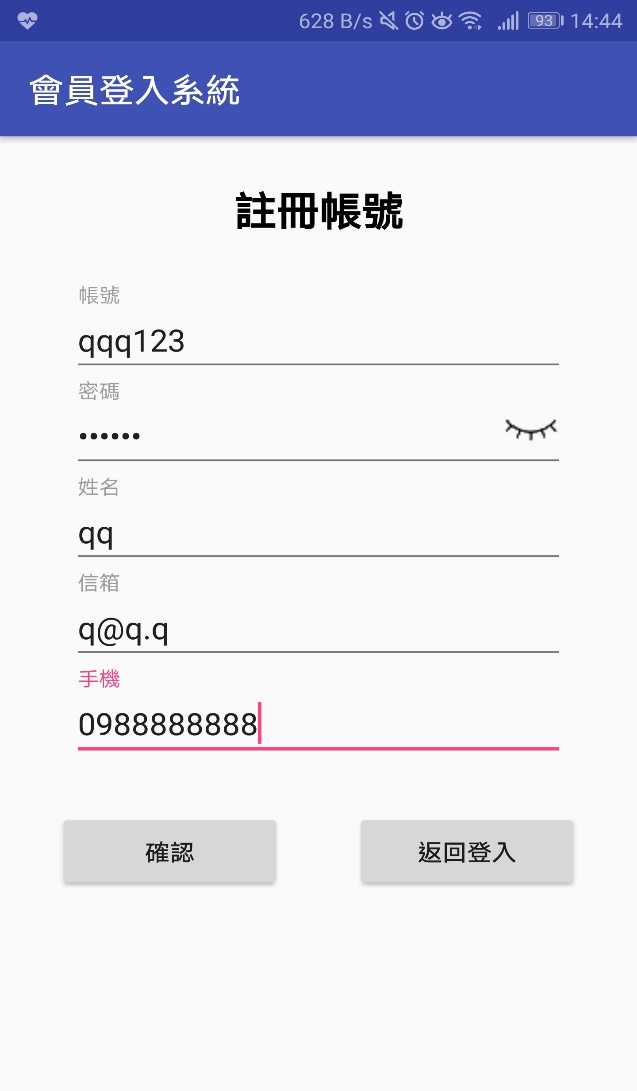 628 B/s 93 14:44
會員登入系統
註冊帳號
帳號
qqq123
密碼
••••••
姓名
qq
信箱
q@q.q
手機
0988888888
確認 返回登入